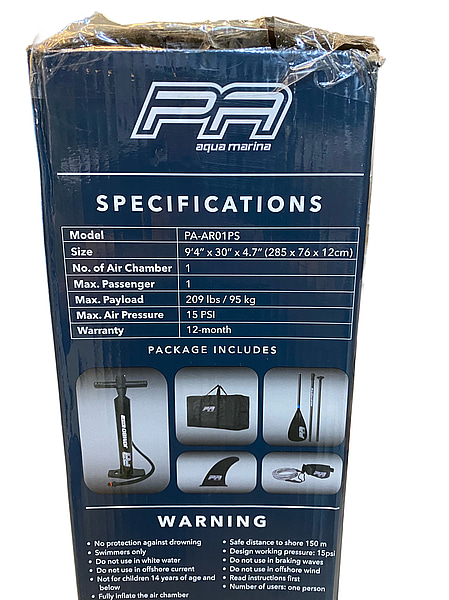 PA
aqua marina
SPECIFICATIONS
Model PA-AR01PS
Size 9'4" x 30" x 4.7" (285 x 76 x 12cm)
No. of Air Chamber 1
Max. Passenger 1
Max. Payload 209 lbs / 95 kg
Max. Air Pressure 15 PSI
Warranty 12-month
PACKAGE INCLUDES
WARNING
• No protection against drowning
• Swimmers only
• Do not use in white water
• Do not use in offshore current
• Not for children 14 years of age and
below
• Fully inflate the air chamber
• Safe distance to shore 150 m
• Design working pressure: 15psi
• Do not use in braking waves
• Do not use in offshore wind
• Read instructions first
• Number of users: one person